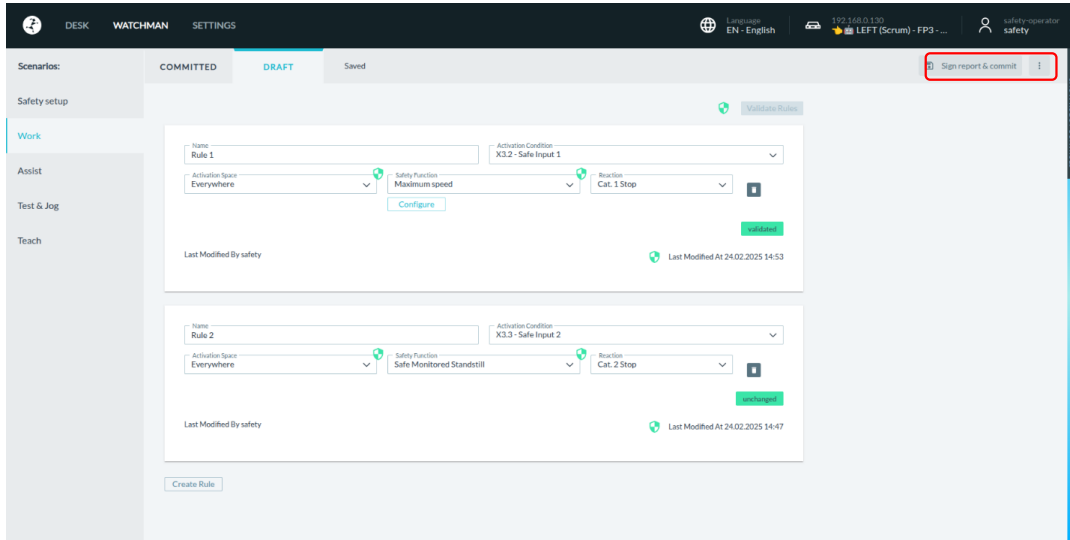 DESK WATCHMAN SETTINGS Language EN - English 192.168.0.130 👈🤖 LEFT (Scrum) - FP3 - ... safety-operator safety
Scenarios:
Safety setup
Work
Assist
Test & Jog
Teach
COMMITTED DRAFT Saved Sign report & commit
Validate Rules
Name
Rule 1
Activation Condition
X3.2 - Safe Input 1
Activation Space
Everywhere
Safety Function
Maximum speed
Reaction
Cat. 1 Stop
Configure
validated
Last Modified By safety Last Modified At 24.02.2025 14:53
Name
Rule 2
Activation Condition
X3.3 - Safe Input 2
Activation Space
Everywhere
Safety Function
Safe Monitored Standstill
Reaction
Cat. 2 Stop
unchanged
Last Modified By safety Last Modified At 24.02.2025 14:47
Create Rule